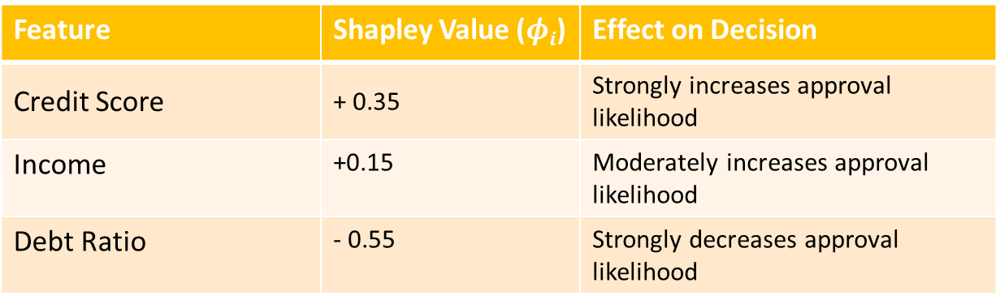 Feature
Shapley Value (ϕᵢ)
Effect on Decision
Credit Score
+ 0.35
Strongly increases approval
likelihood
Income
+0.15
Moderately increases approval
likelihood
Debt Ratio
- 0.55
Strongly decreases approval
likelihood